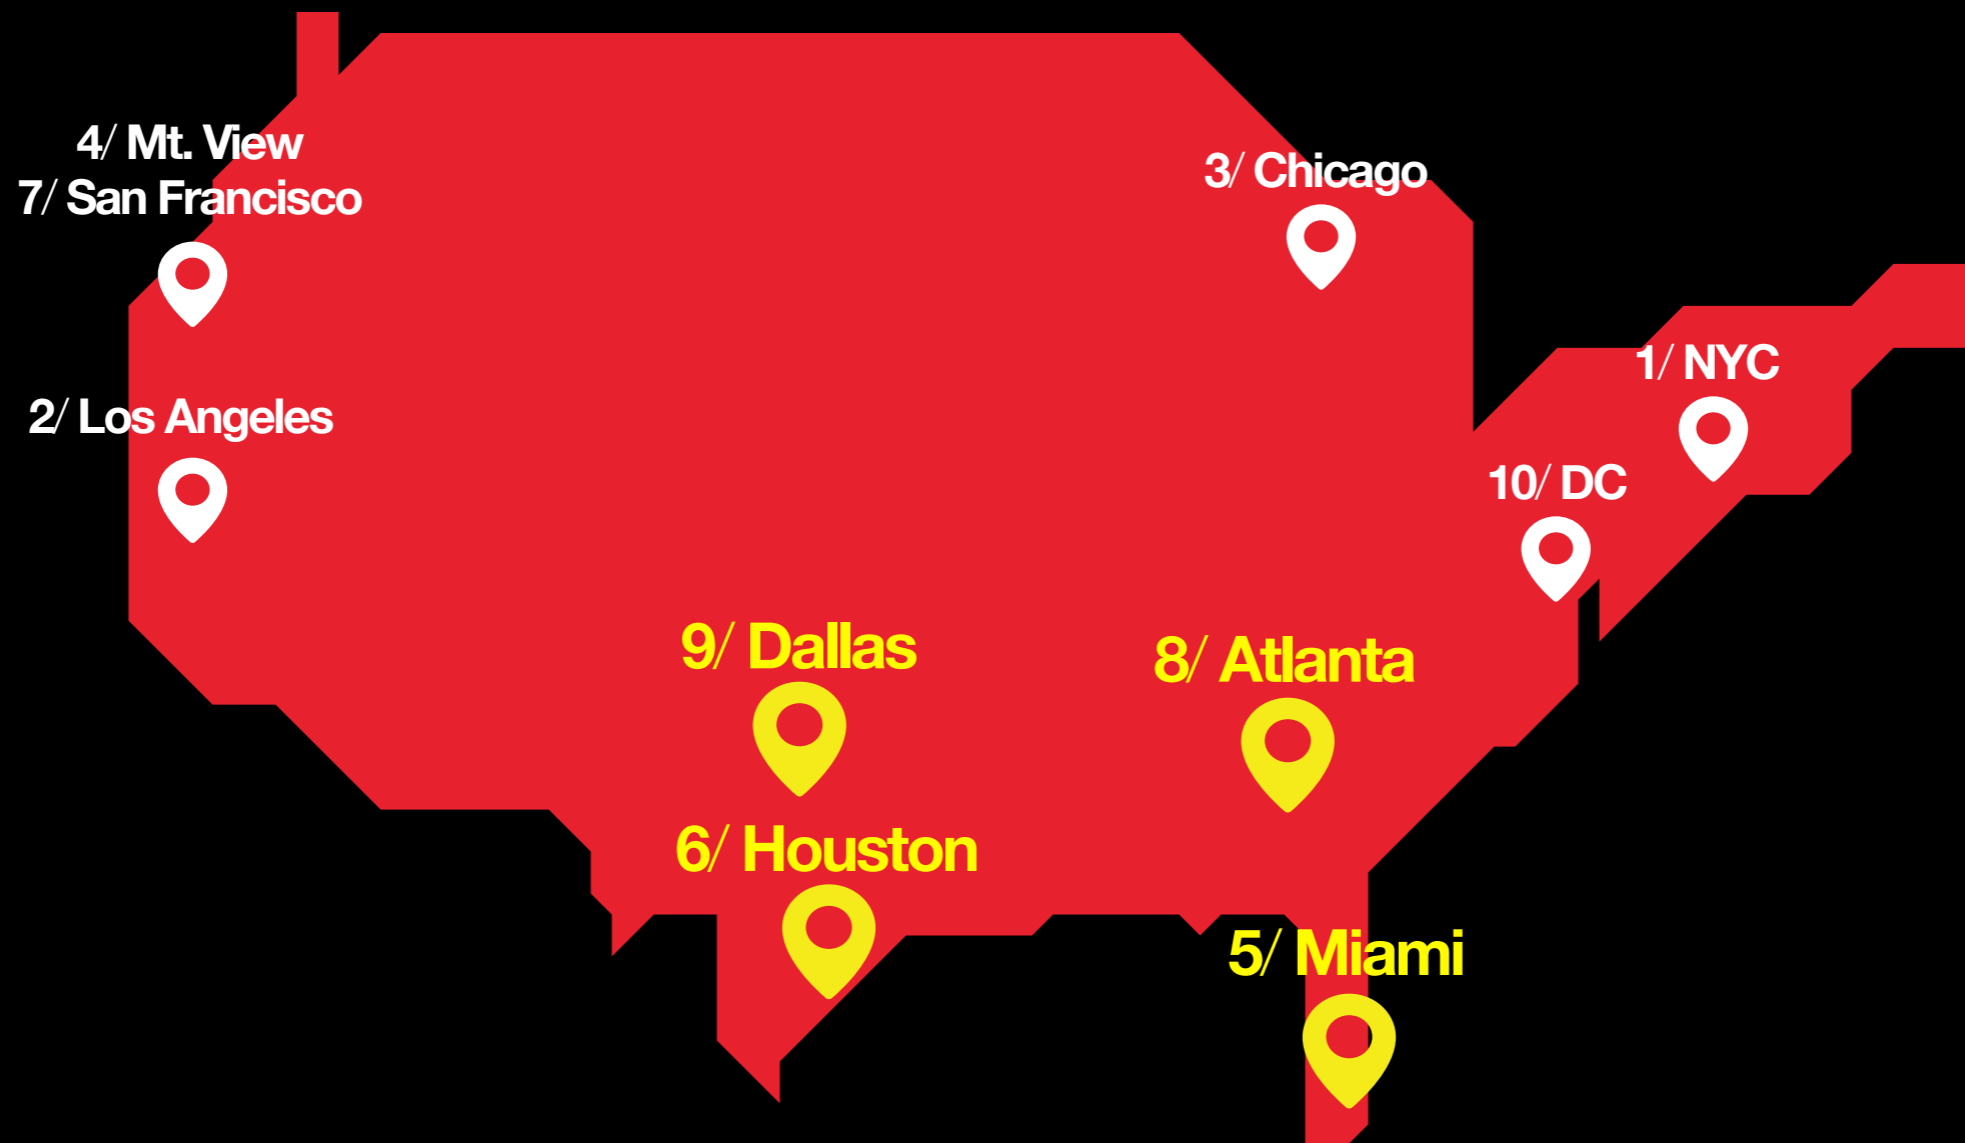 4/ Mt. View
7/ San Francisco
3/ Chicago
1/ NYC
2/ Los Angeles
10/ DC
9/ Dallas
8/ Atlanta
6/ Houston
5/ Miami